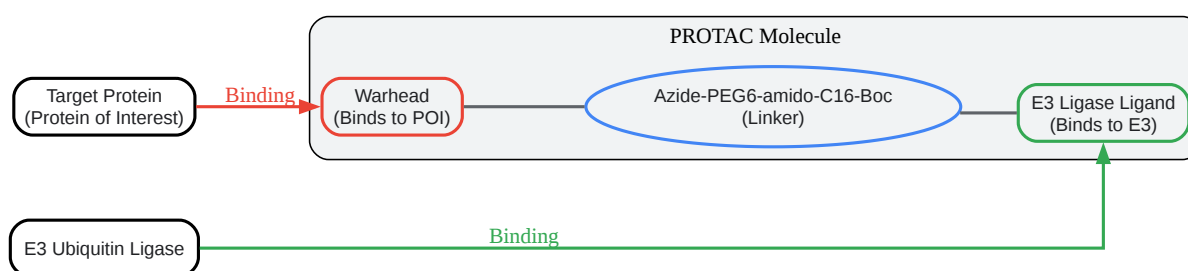 PROTAC Molecule
Target Protein
(Protein of Interest)
Binding
Warhead
(Binds to POI)
Azide-PEG6-amido-C16-Boc
(Linker)
E3 Ligase Ligand
(Binds to E3)
E3 Ubiquitin Ligase
Binding